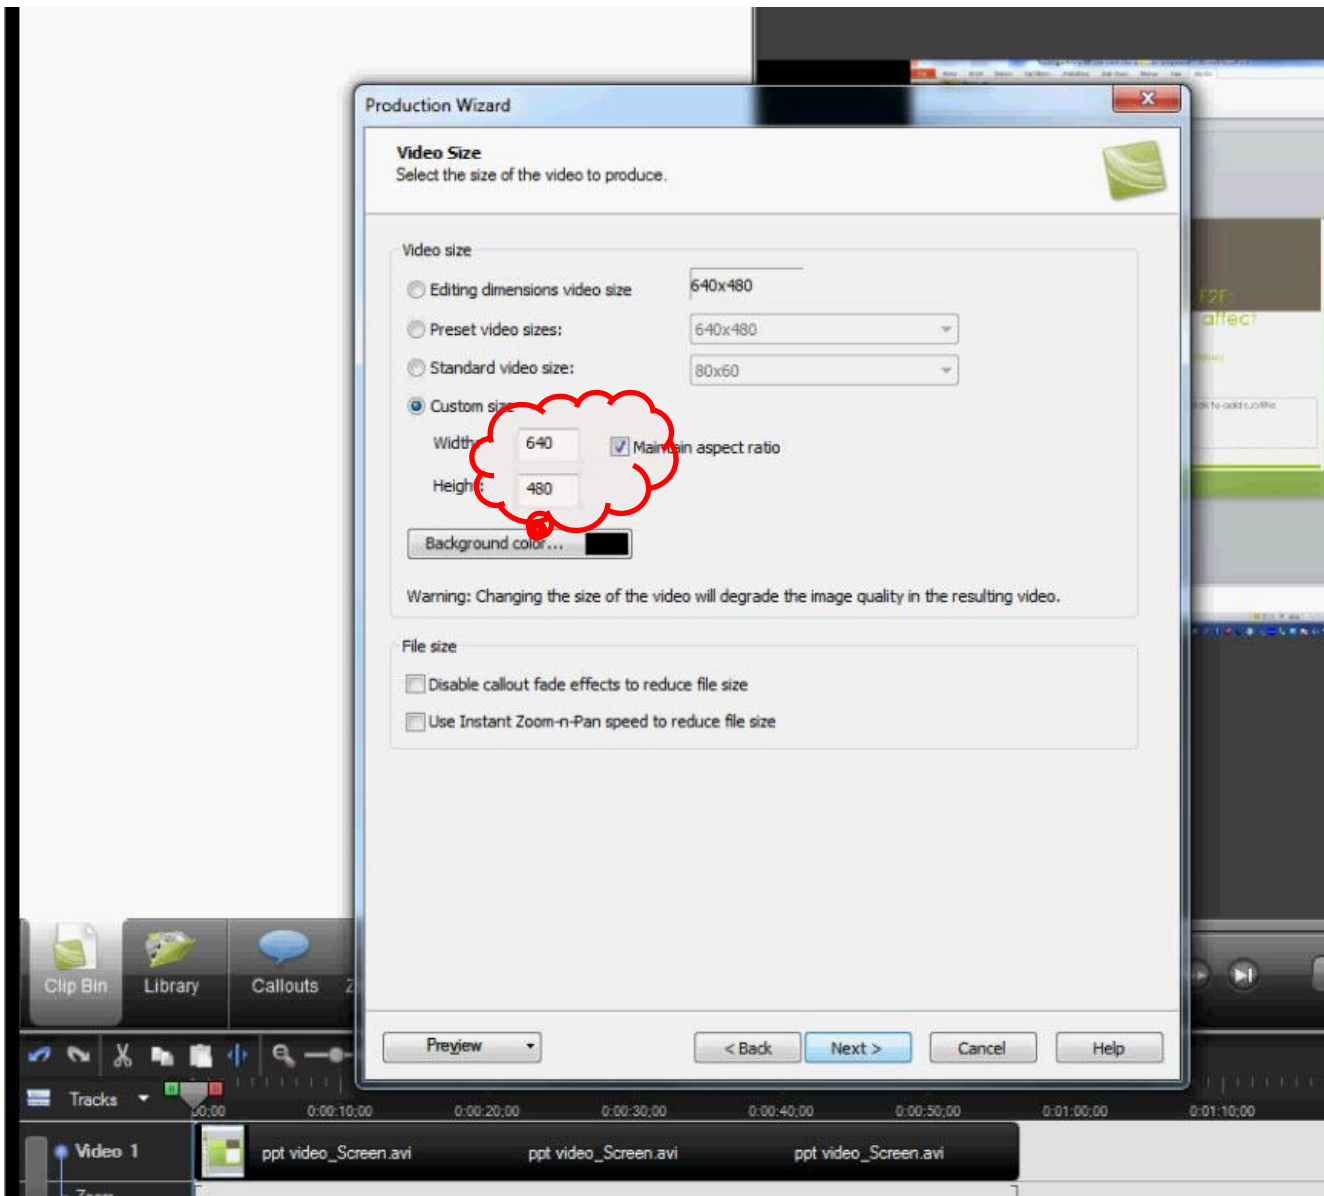 Production Wizard
Video Size
Select the size of the video to produce.
Video size
Editing dimensions video size 640x480
Preset video sizes: 640x480
Standard video size: 80x60
Custom size
Width: 640 Maintain aspect ratio
Height: 480
Background color...
Warning: Changing the size of the video will degrade the image quality in the resulting video.
File size
Disable callout fade effects to reduce file size
Use Instant Zoom-n-Pan speed to reduce file size
F2F:
affect
Clip Bin Library Callouts Z
Preview < Back Next > Cancel Help
Tracks
00:00 0:00:10;00 0:00:20;00 0:00:30;00 0:00:40;00 0:00:50;00 0:01:00;00 0:01:10;00
Video 1 ppt video_Screen.avi ppt video_Screen.avi ppt video_Screen.avi
Zoom